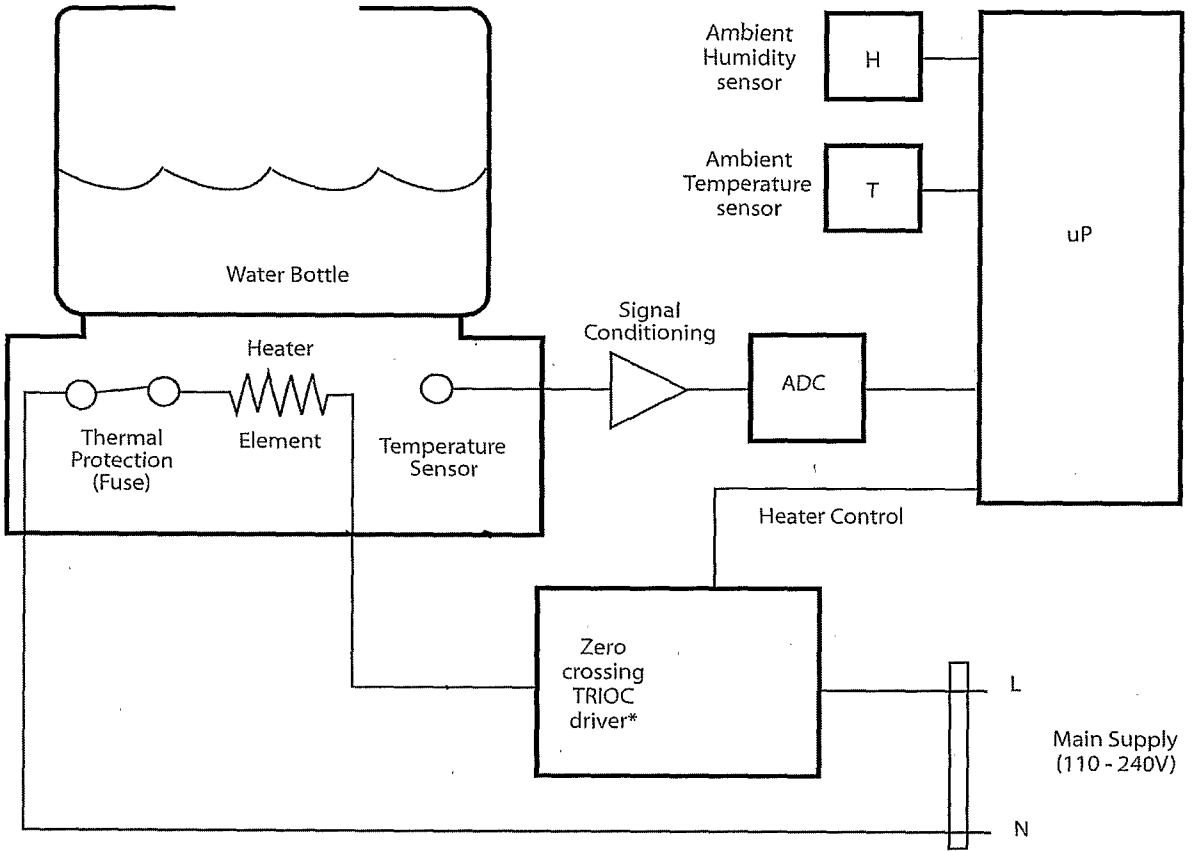 Ambient
Humidity
sensor
H
Ambient
Temperature
sensor
T
uP
Water Bottle
Signal
Conditioning
ADC
Heater
Element
Thermal
Protection
(Fuse)
Temperature
Sensor
Heater Control
Zero
crossing
TRIOC
driver*
L
Main Supply
(110 - 240V)
N